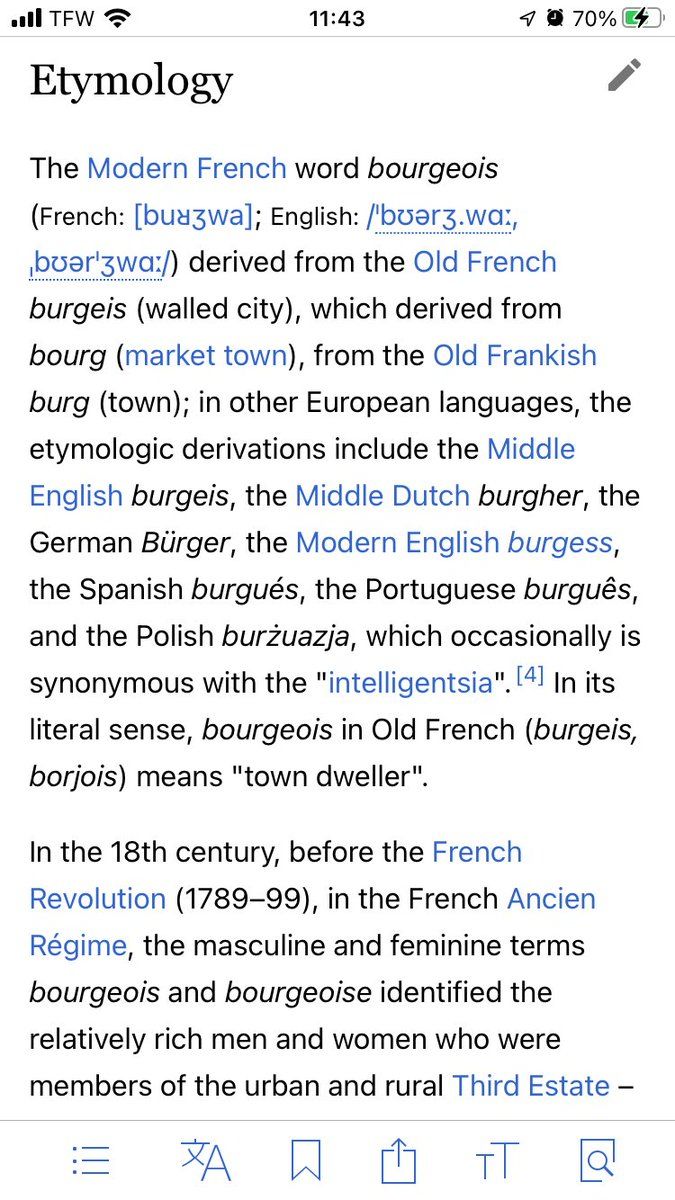 TFW 11:43 70%
Etymology
The Modern French word bourgeois
(French: [buʁʒwa]; English: /ˈbʊərʒ.wɑː,
ˌbʊərˈʒwɑː/) derived from the Old French
burgeis (walled city), which derived from
bourg (market town), from the Old Frankish
burg (town); in other European languages, the
etymologic derivations include the Middle
English burgeis, the Middle Dutch burgher, the
German Bürger, the Modern English burgess,
the Spanish burgués, the Portuguese burguês,
and the Polish burżuazja, which occasionally is
synonymous with the "intelligentsia".[4] In its
literal sense, bourgeois in Old French (burgeis,
borjois) means "town dweller".
In the 18th century, before the French
Revolution (1789–99), in the French Ancien
Régime, the masculine and feminine terms
bourgeois and bourgeoise identified the
relatively rich men and women who were
members of the urban and rural Third Estate –
文A TT